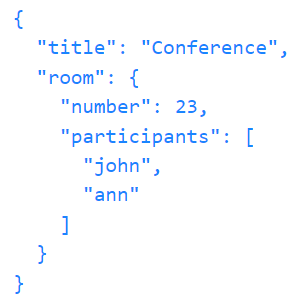 {
  "title": "Conference",
  "room": {
    "number": 23,
    "participants": [
      "john",
      "ann"
    ]
  }
}